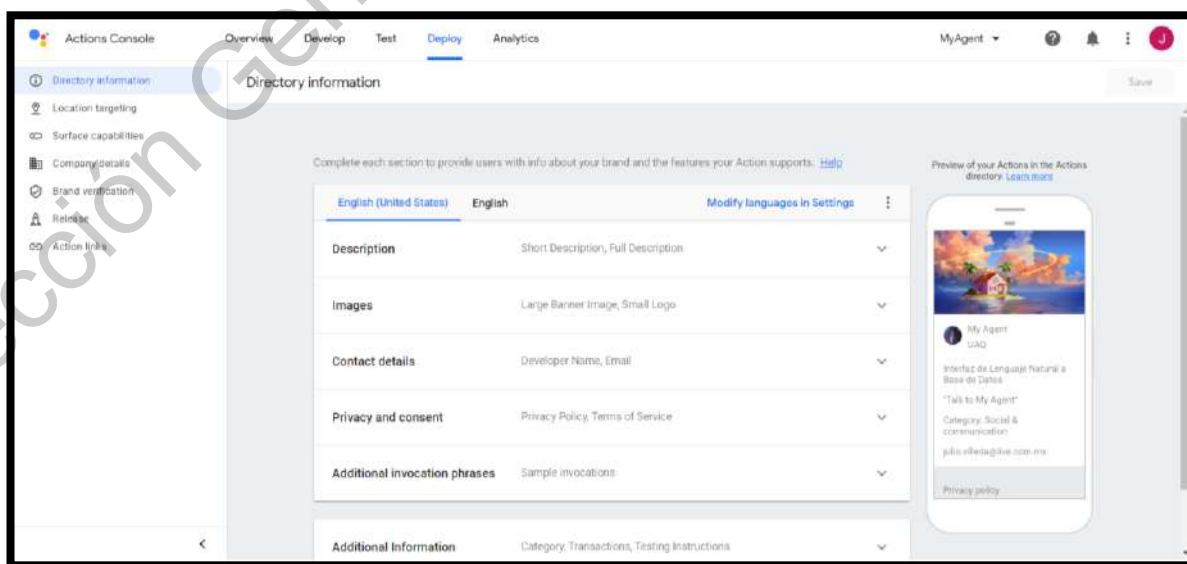 Actions Console
Overview Develop Test Deploy Analytics
MyAgent
J
Directory information
Location targeting
Surface capabilities
Company details
Brand verification
Release
Action links
Directory information
Save
Complete each section to provide users with info about your brand and the features your Action supports. Help
English (United States) English Modify languages in Settings
Description Short Description, Full Description
Images Large Banner Image, Small Logo
Contact details Developer Name, Email
Privacy and consent Privacy Policy, Terms of Service
Additional invocation phrases Sample invocations
Additional Information Category, Transactions, Testing Instructions
Preview of your Actions in the Actions
directory. Learn more
My Agent
UAQ
Interfaz de Lenguaje Natural a
Base de Datos
"Talk to My Agent"
Category: Social &
communication
Privacy policy
ección Gen